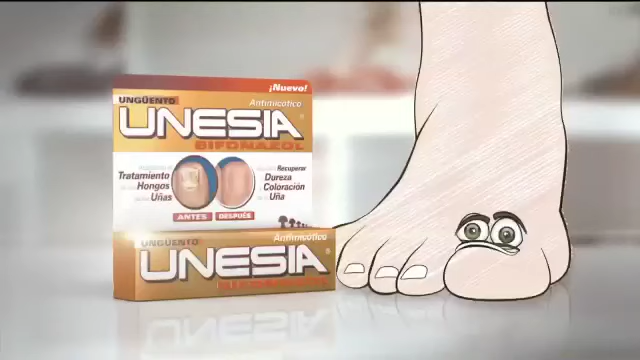 ¡Nuevo!
UNGÜENTO
Antimicótico
UNESIA
BIFONAZOL
Tratamiento
Hongos
Uñas
Recuperar
Dureza
Coloración
Uña
ANTES
DESPUÉS
UNGÜENTO
Antimicótico
UNESIA